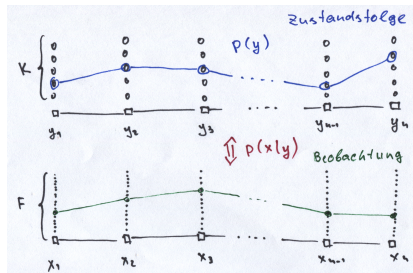 Zustandsfolge
p(y)
K
y₁ y₂ y₃ yₙ₋₁ yₙ
p(x|y)
Beobachtung
F
x₁ x₂ x₃ xₙ₋₁ xₙ